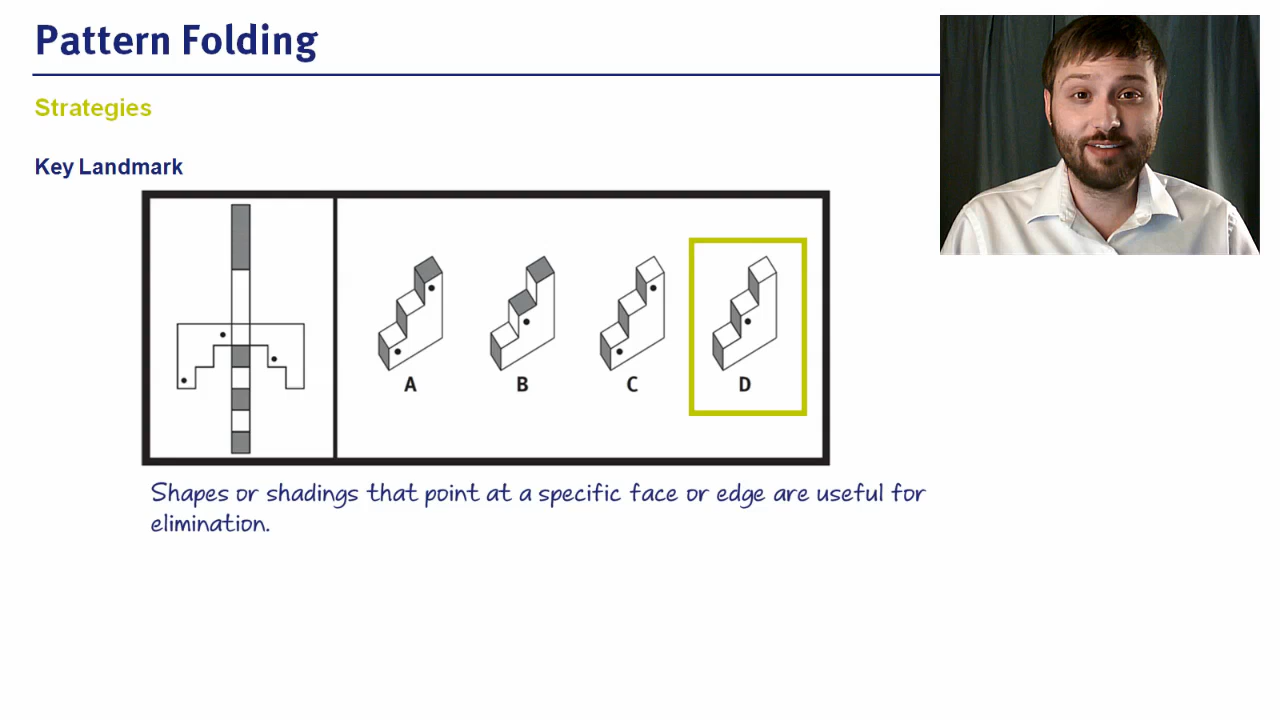 Pattern Folding
Strategies
Key Landmark
A B C D
Shapes or shadings that point at a specific face or edge are useful for
elimination.